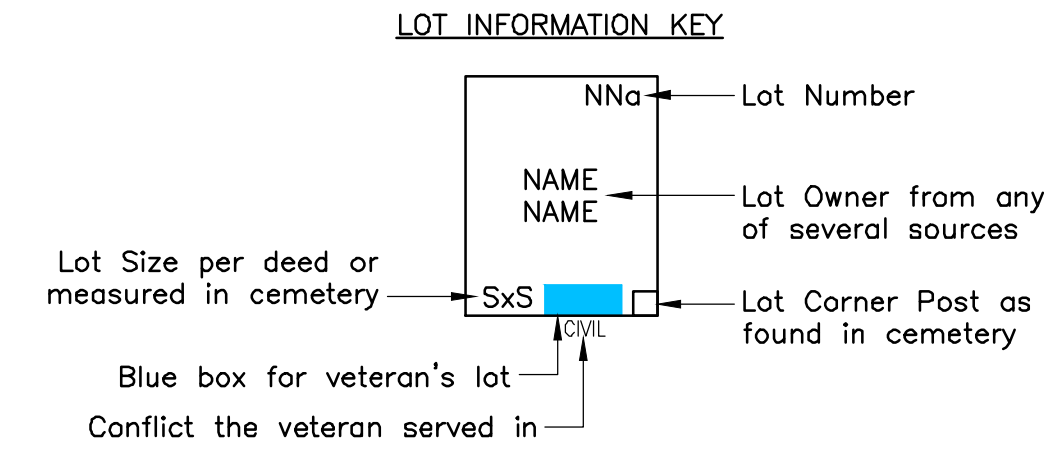 LOT INFORMATION KEY
NNa
Lot Number
NAME
NAME
Lot Owner from any
of several sources
Lot Size per deed or
measured in cemetery
SxS
Lot Corner Post as
found in cemetery
CIVIL
Blue box for veteran's lot
Conflict the veteran served in